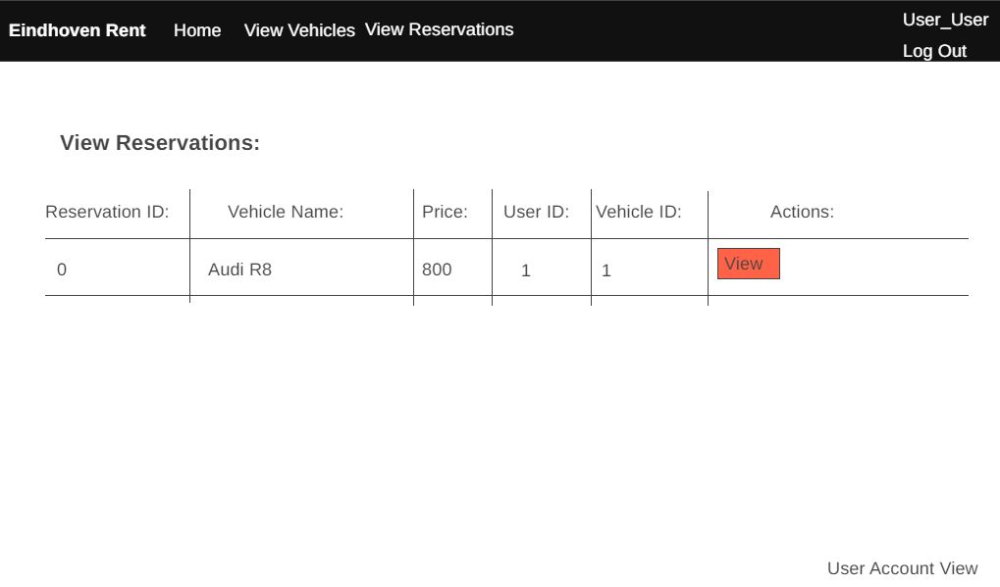 Eindhoven Rent Home View Vehicles View Reservations User_User
Log Out
View Reservations:
Reservation ID: Vehicle Name: Price: User ID: Vehicle ID: Actions:
0 Audi R8 800 1 1 View
User Account View